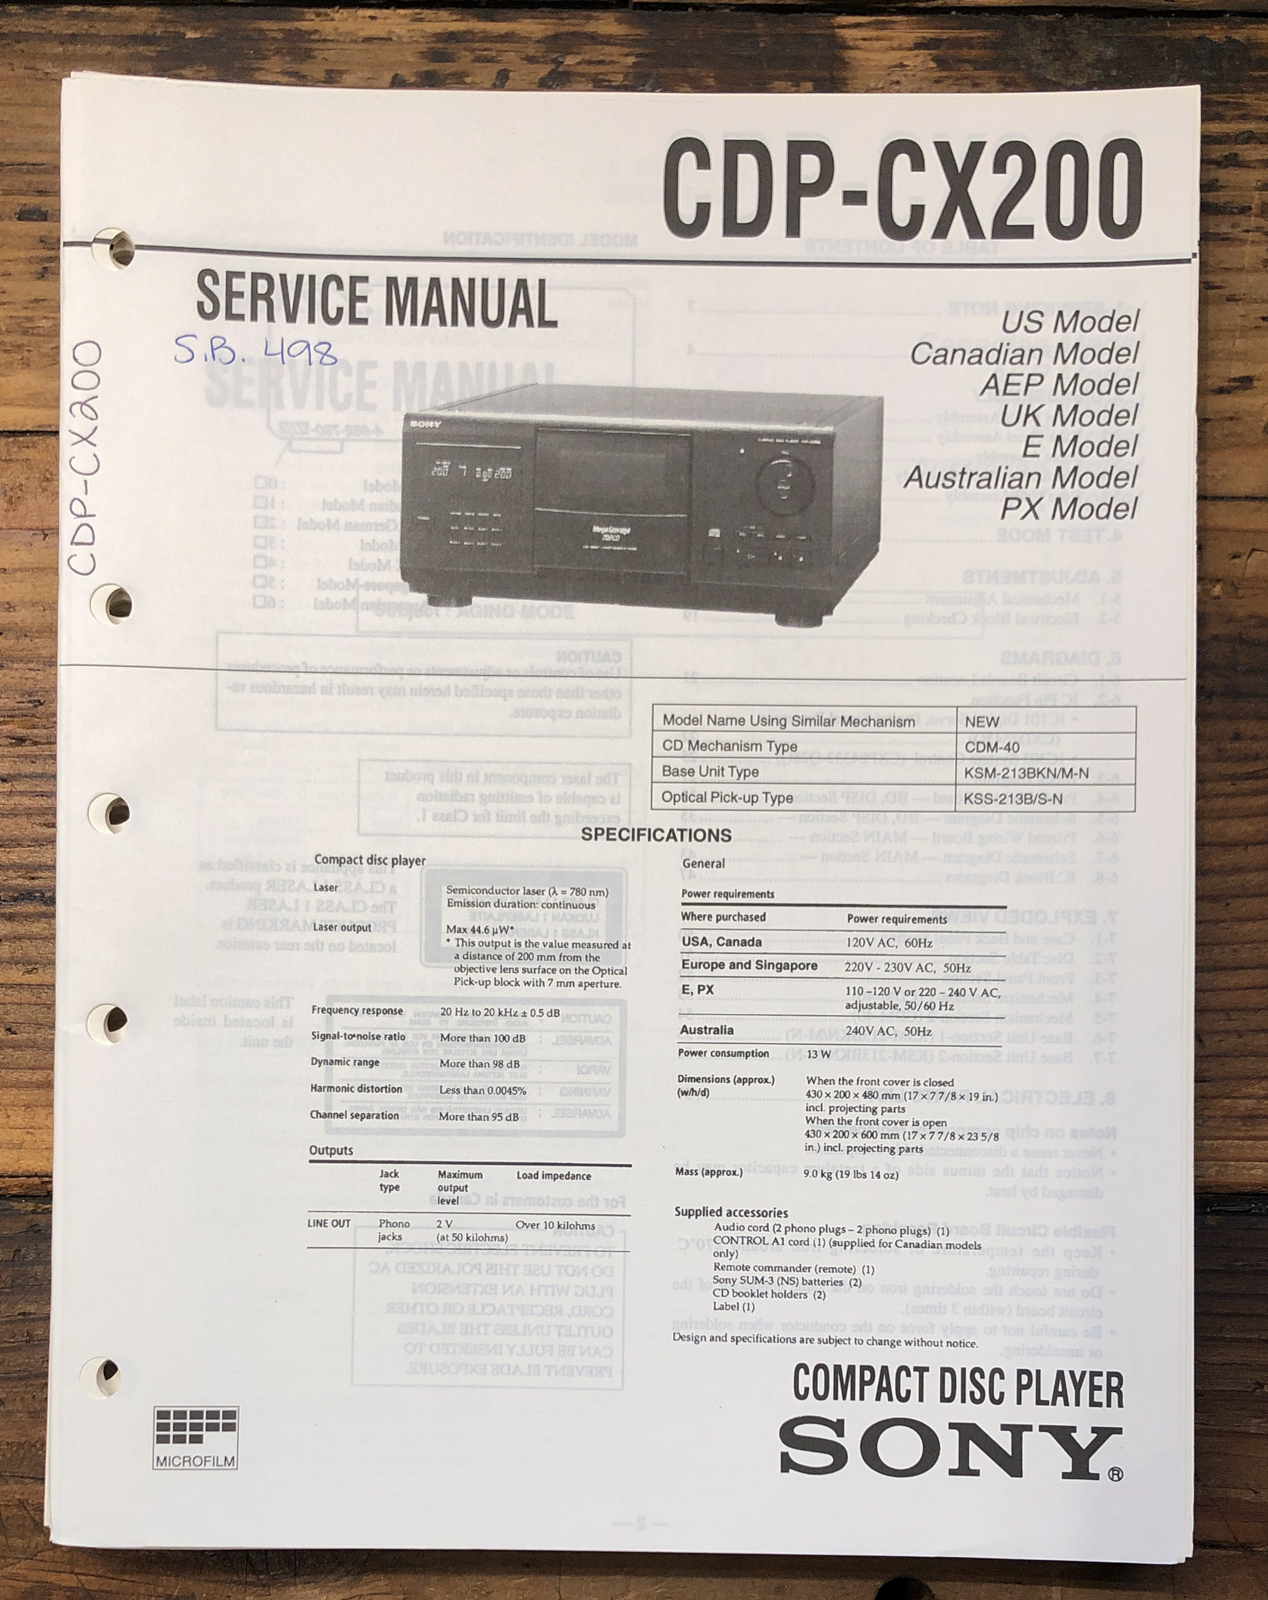 CDP-CX200
SERVICE MANUAL
S.B. 498
CDP-CX200
US Model
Canadian Model
AEP Model
UK Model
E Model
Australian Model
PX Model
SONY
Model Name Using Similar Mechanism NEW
CD Mechanism Type CDM-40
Base Unit Type KSM-213BKN/M-N
Optical Pick-up Type KSS-213B/S-N
SPECIFICATIONS
Compact disc player
Laser Semiconductor laser (λ = 780 nm)
Emission duration: continuous
Laser output Max 44.6 µW*
* This output is the value measured at
a distance of 200 mm from the
objective lens surface on the Optical
Pick-up block with 7 mm aperture.
Frequency response 20 Hz to 20 kHz ± 0.5 dB
Signal-to-noise ratio More than 100 dB
Dynamic range More than 98 dB
Harmonic distortion Less than 0.0045%
Channel separation More than 95 dB
Outputs
Jack type Maximum output level Load impedance
LINE OUT Phono jacks 2 V (at 50 kilohms) Over 10 kilohms
General
Power requirements
Where purchased Power requirements
USA, Canada 120V AC, 60Hz
Europe and Singapore 220V - 230V AC, 50Hz
E, PX 110 –120 V or 220 – 240 V AC,
adjustable, 50/60 Hz
Australia 240V AC, 50Hz
Power consumption 13 W
Dimensions (approx.) When the front cover is closed
(w/h/d) 430 × 200 × 480 mm (17 × 7 7/8 × 19 in.)
incl. projecting parts
When the front cover is open
430 × 200 × 600 mm (17 × 7 7/8 × 23 5/8
in.) incl. projecting parts
Mass (approx.) 9.0 kg (19 lbs 14 oz)
Supplied accessories
Audio cord (2 phono plugs – 2 phono plugs) (1)
CONTROL A1 cord (1) (supplied for Canadian models
only)
Remote commander (remote) (1)
Sony SUM-3 (NS) batteries (2)
CD booklet holders (2)
Label (1)
Design and specifications are subject to change without notice.
MICROFILM
COMPACT DISC PLAYER
SONY®